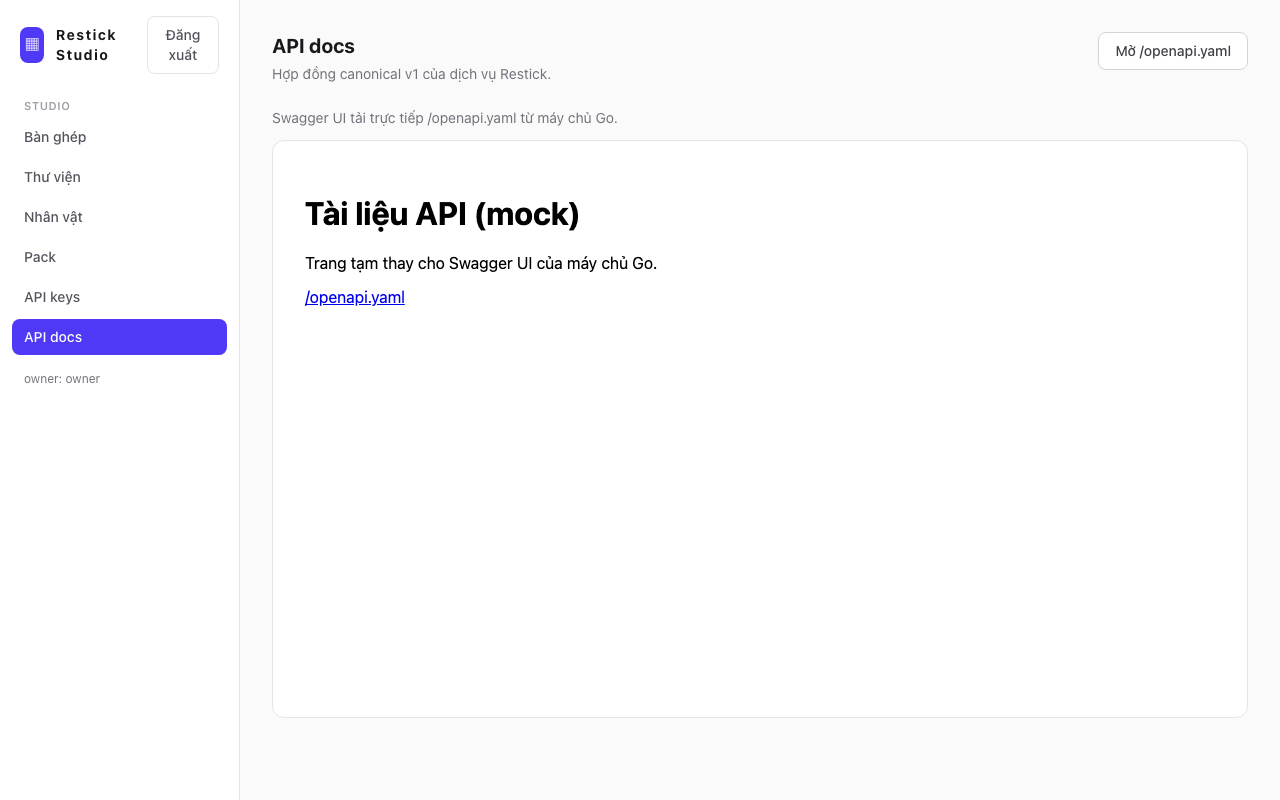 Restick
Studio
Đăng
xuất
STUDIO
Bàn ghép
Thư viện
Nhân vật
Pack
API keys
API docs
owner: owner
API docs
Hợp đồng canonical v1 của dịch vụ Restick.
Mở /openapi.yaml
Swagger UI tải trực tiếp /openapi.yaml từ máy chủ Go.
Tài liệu API (mock)
Trang tạm thay cho Swagger UI của máy chủ Go.
/openapi.yaml